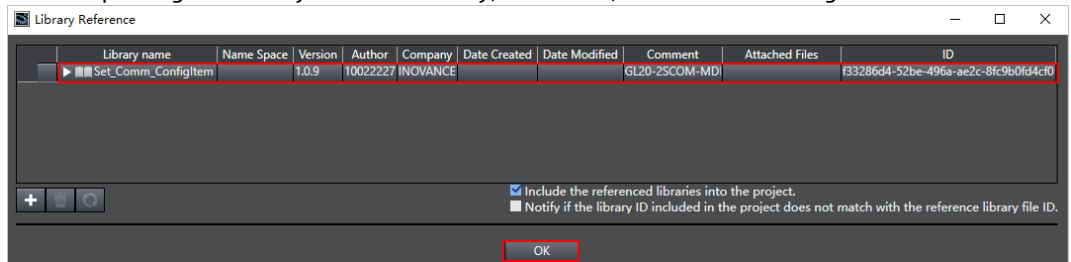 Library Reference
Library name Name Space Version Author Company Date Created Date Modified Comment Attached Files ID
Set_Comm_ConfigItem 1.0.9 10022227 INOVANCE GL20-2SCOM-MD f33286d4-52be-496a-ae2c-8fc9b0fd4cf0
Include the referenced libraries into the project.
Notify if the library ID included in the project does not match with the reference library file ID.
OK